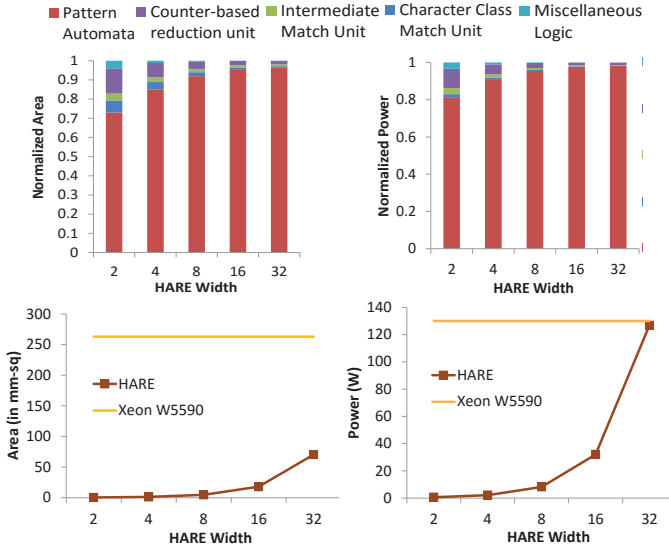 Pattern Automata
Counter-based reduction unit
Intermediate Match Unit
Character Class Match Unit
Miscellaneous Logic
Normalized Area
1
0.9
0.8
0.7
0.6
0.5
0.4
0.3
0.2
0.1
0
2 4 8 16 32
HARE Width
Normalized Power
1
0.8
0.6
0.4
0.2
0
2 4 8 16 32
HARE Width
Area (in mm-sq)
300
250
200
150
100
50
0
HARE
Xeon W5590
2 4 8 16 32
HARE Width
Power (W)
140
120
100
80
60
40
20
0
HARE
Xeon W5590
2 4 8 16 32
HARE Width